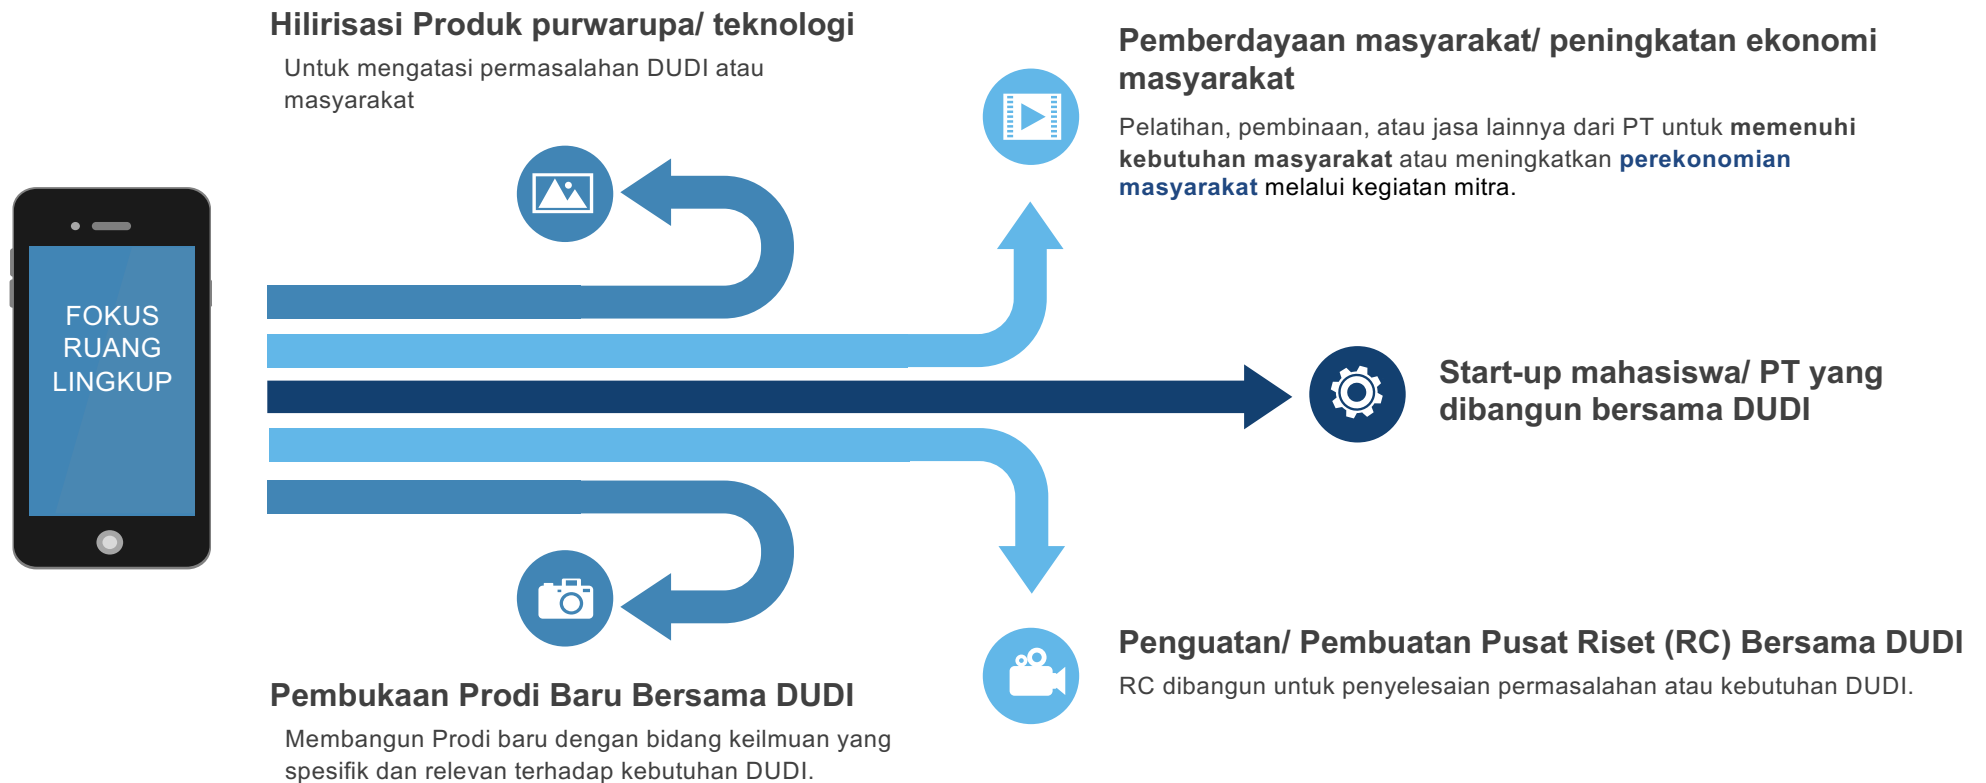 Hilirisasi Produk purwarupa/ teknologi
Untuk mengatasi permasalahan DUDI atau
masyarakat
Pemberdayaan masyarakat/ peningkatan ekonomi
masyarakat
Pelatihan, pembinaan, atau jasa lainnya dari PT untuk memenuhi
kebutuhan masyarakat atau meningkatkan perekonomian
masyarakat melalui kegiatan mitra.
FOKUS
RUANG
LINGKUP
Start-up mahasiswa/ PT yang
dibangun bersama DUDI
Penguatan/ Pembuatan Pusat Riset (RC) Bersama DUDI
RC dibangun untuk penyelesaian permasalahan atau kebutuhan DUDI.
Pembukaan Prodi Baru Bersama DUDI
Membangun Prodi baru dengan bidang keilmuan yang
spesifik dan relevan terhadap kebutuhan DUDI.